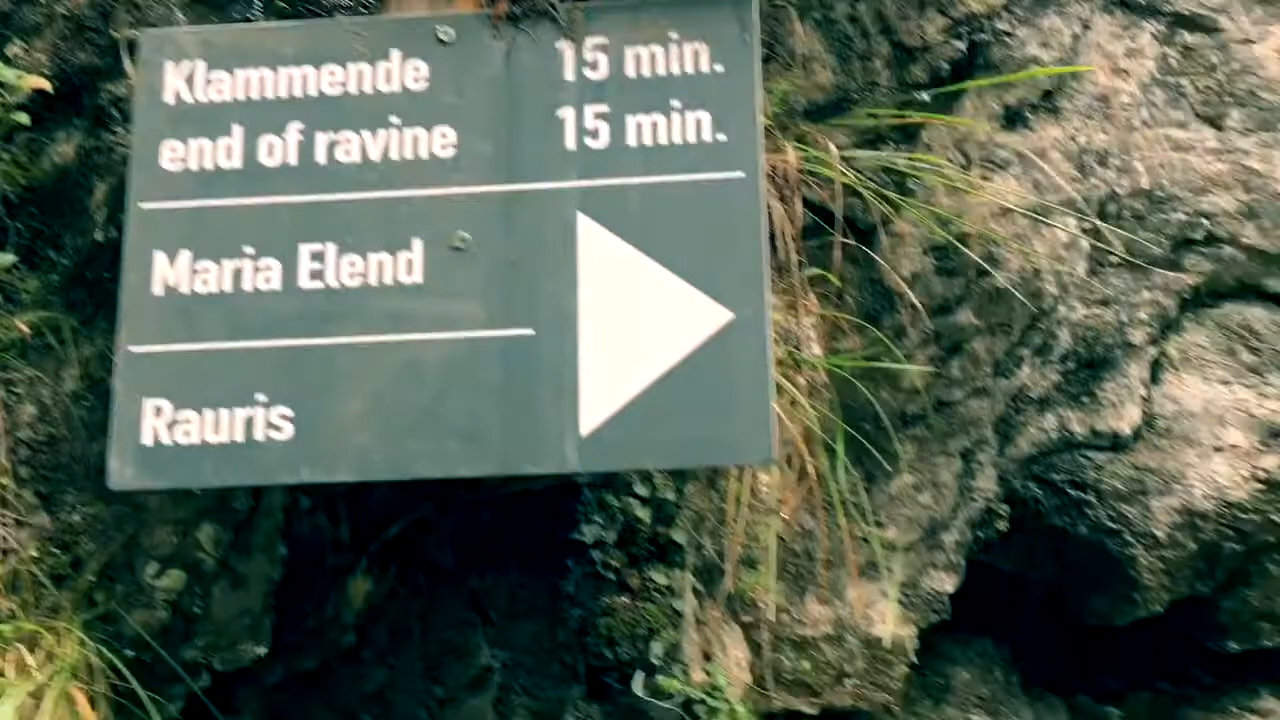 Klammende 15 min.
end of ravine 15 min.
Maria Elend
Rauris